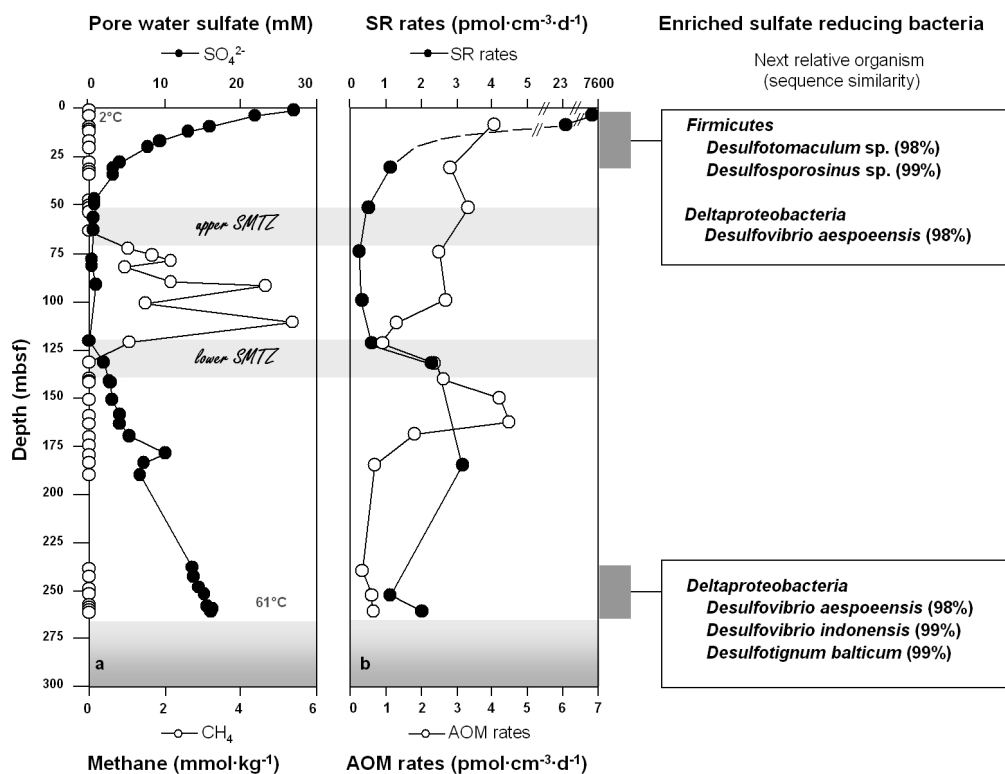 Pore water sulfate (mM)
SO₄²⁻
0 10 20 30
SR rates (pmol·cm⁻³·d⁻¹)
SR rates
0 1 2 3 4 5 23 7600
Enriched sulfate reducing bacteria
Next relative organism
(sequence similarity)
Depth (mbsf)
0
25
50
75
100
125
150
175
200
225
250
275
300
2°C
upper SMTZ
lower SMTZ
61°C
a
b
Firmicutes
Desulfotomaculum sp. (98%)
Desulfosporosinus sp. (99%)
Deltaproteobacteria
Desulfovibrio aespoeensis (98%)
Deltaproteobacteria
Desulfovibrio aespoeensis (98%)
Desulfovibrio indonensis (99%)
Desulfotignum balticum (99%)
0 2 4 6
CH₄
Methane (mmol·kg⁻¹)
0 1 2 3 4 5 6 7
AOM rates
AOM rates (pmol·cm⁻³·d⁻¹)